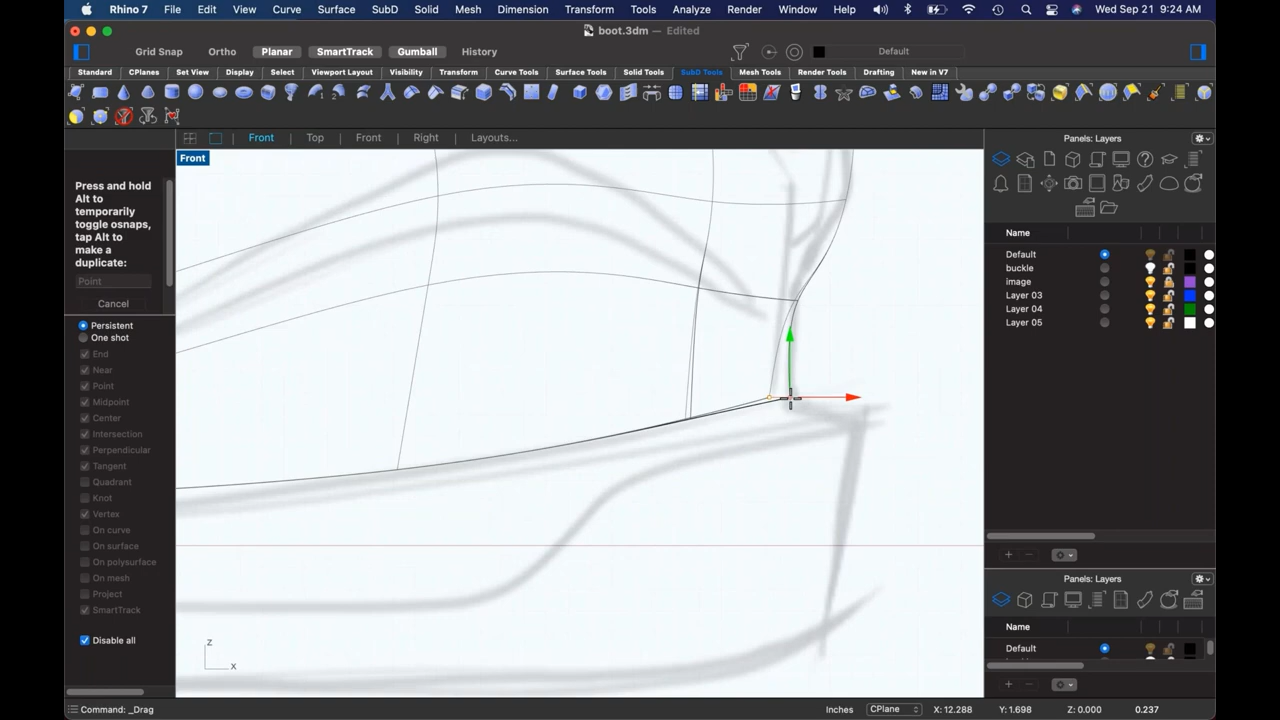 Rhino 7 File Edit View Curve Surface SubD Solid Mesh Dimension Transform Tools Analyze Render Window Help Wed Sep 21 9:24 AM
boot.3dm — Edited
Grid Snap Ortho Planar SmartTrack Gumball History Default
Standard CPlanes Set View Display Select Viewport Layout Visibility Transform Curve Tools Surface Tools Solid Tools SubD Tools Mesh Tools Render Tools Drafting New in V7
Front Top Front Right Layouts... Panels: Layers
Front
Press and hold
Alt to
temporarily
toggle osnaps,
tap Alt to
make a
duplicate:
Point
Cancel
Persistent
One shot
End
Near
Point
Midpoint
Center
Intersection
Perpendicular
Tangent
Quadrant
Knot
Vertex
On curve
On surface
On polysurface
On mesh
Project
SmartTrack
Disable all
z
x
Name
Default
buckle
image
Layer 03
Layer 04
Layer 05
Panels: Layers
Name
Default
Command: _Drag Inches CPlane X: 12.288 Y: 1.698 Z: 0.000 0.237